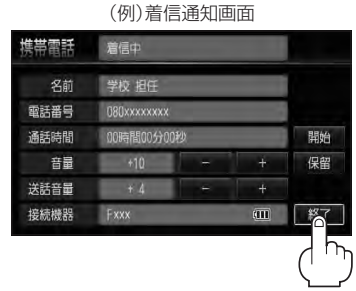 (例)着信通知画面
携帯電話 着信中
名前 学校 担任
電話番号 080xxxxxxxx
通話時間 00時間00分00秒 開始
音量 +10 － ＋ 保留
送話音量 + 4 － ＋
接続機器 Fxxx 終了